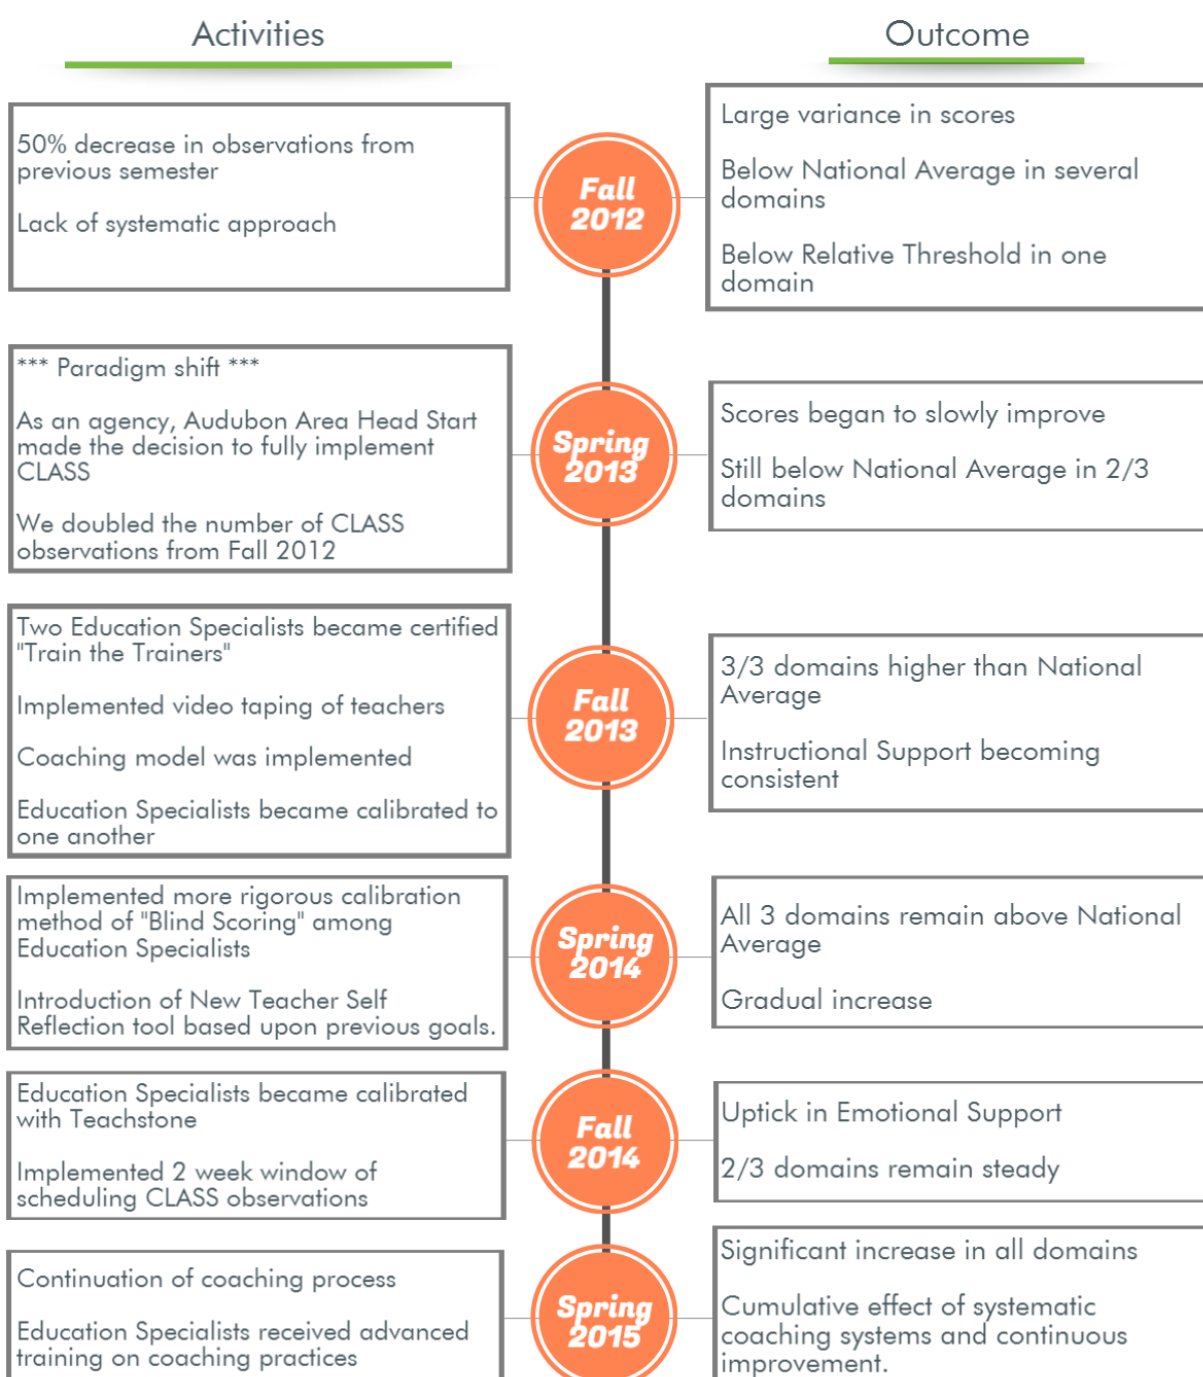 Activities
Outcome
50% decrease in observations from
previous semester
Lack of systematic approach
Fall
2012
Large variance in scores
Below National Average in several
domains
Below Relative Threshold in one
domain
*** Paradigm shift ***
As an agency, Audubon Area Head Start
made the decision to fully implement
CLASS
We doubled the number of CLASS
observations from Fall 2012
Spring
2013
Scores began to slowly improve
Still below National Average in 2/3
domains
Two Education Specialists became certified
"Train the Trainers"
Implemented video taping of teachers
Coaching model was implemented
Education Specialists became calibrated to
one another
Fall
2013
3/3 domains higher than National
Average
Instructional Support becoming
consistent
Implemented more rigorous calibration
method of "Blind Scoring" among
Education Specialists
Introduction of New Teacher Self
Reflection tool based upon previous goals.
Spring
2014
All 3 domains remain above National
Average
Gradual increase
Education Specialists became calibrated
with Teachstone
Implemented 2 week window of
scheduling CLASS observations
Fall
2014
Uptick in Emotional Support
2/3 domains remain steady
Continuation of coaching process
Education Specialists received advanced
training on coaching practices
Spring
2015
Significant increase in all domains
Cumulative effect of systematic
coaching systems and continuous
improvement.